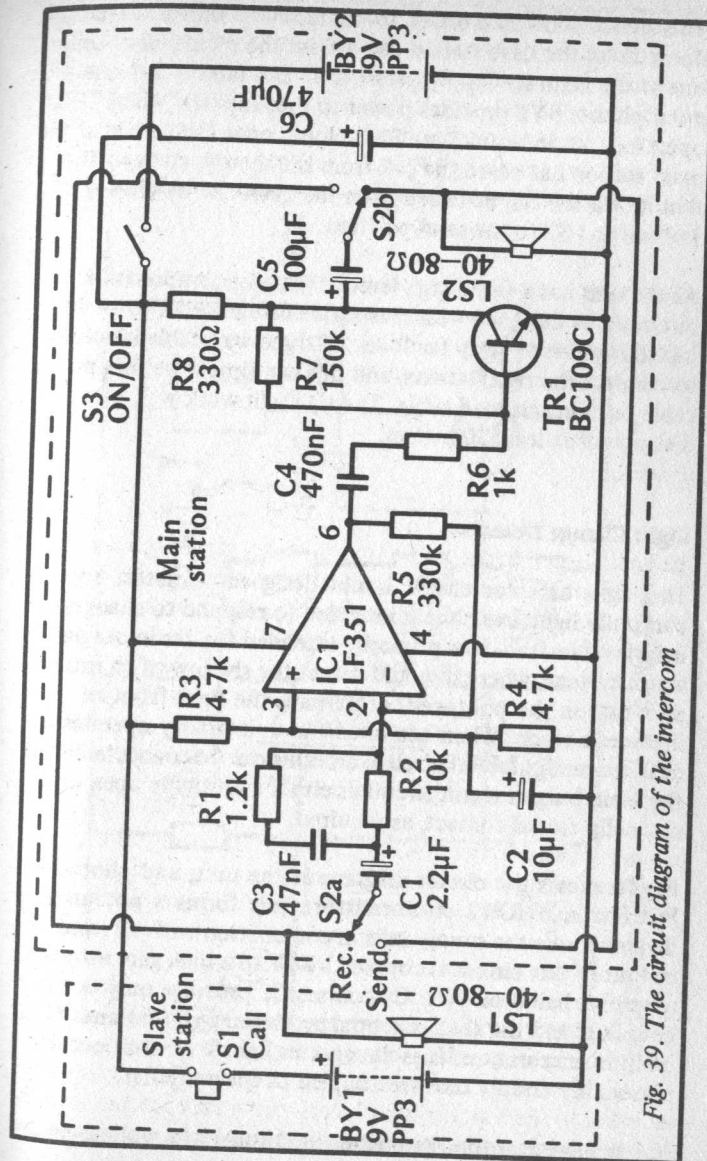 Slave
station
S1
Call
BY1
9V
PP3
LS1
40–80Ω
Rec.
Send
S2a
C3
47nF
R1
1.2k
C1
2.2µF
R2
10k
C2
10µF
R3
4.7k
R4
4.7k
Main
station
3
2
IC1
LF351
6
4
R5
330k
C4
470nF
R6
1k
TR1
BC109C
S3
ON/OFF
R8
330Ω
C5
100µF
R7
150k
S2b
LS2
40–80Ω
C6
470µF
BY2
9V
PP3
Fig. 39 The circuit diagram of the intercom